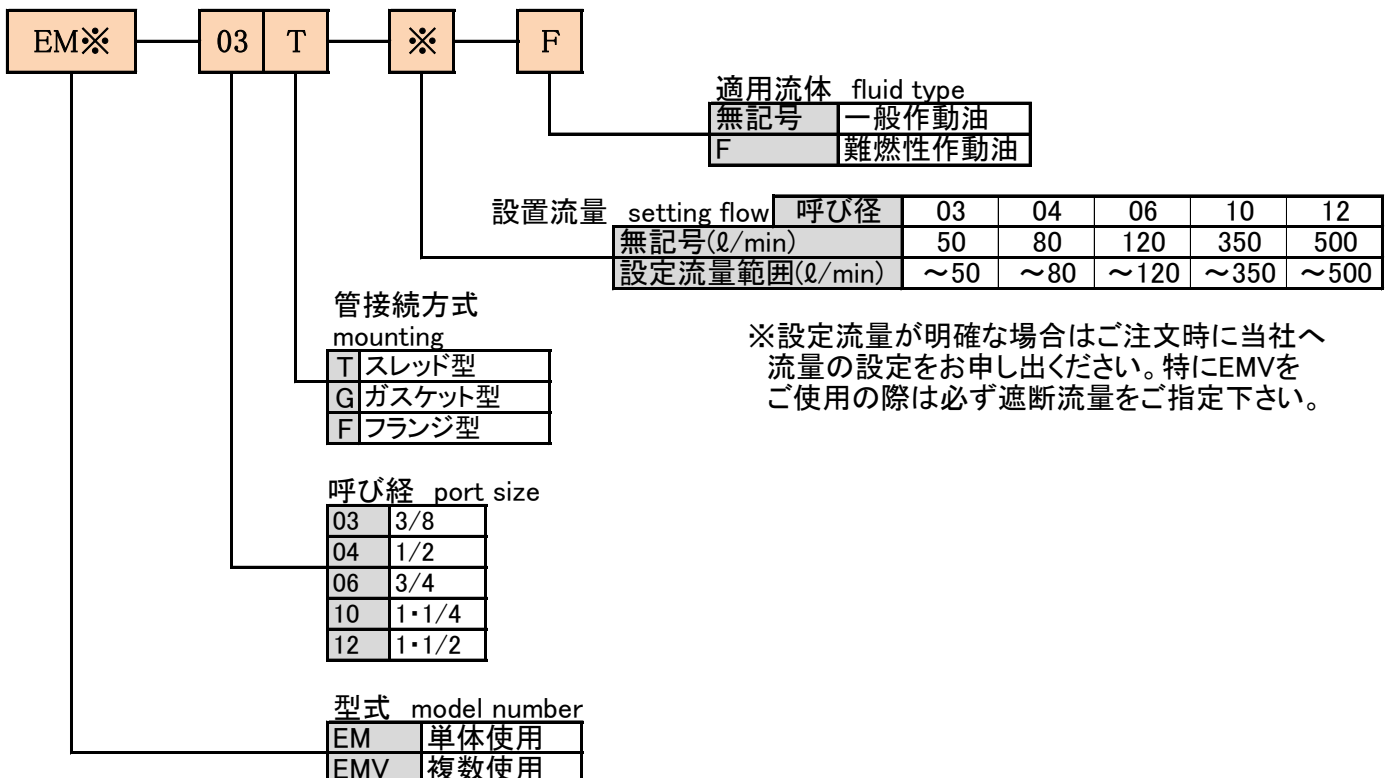 EM※ 03 T ※ F
適用流体 fluid type
無記号 一般作動油
F 難燃性作動油
設置流量 setting flow 呼び径 03 04 06 10 12
無記号(ℓ/min) 50 80 120 350 500
設定流量範囲(ℓ/min) ～50 ～80 ～120 ～350 ～500
管接続方式
mounting
T スレッド型
G ガスケット型
F フランジ型
※設定流量が明確な場合はご注文時に当社へ
流量の設定をお申し出ください。特にEMVを
ご使用の際は必ず遮断流量をご指定下さい。
呼び経 port size
03 3/8
04 1/2
06 3/4
10 1・1/4
12 1・1/2
型式 model number
EM 単体使用
EMV 複数使用